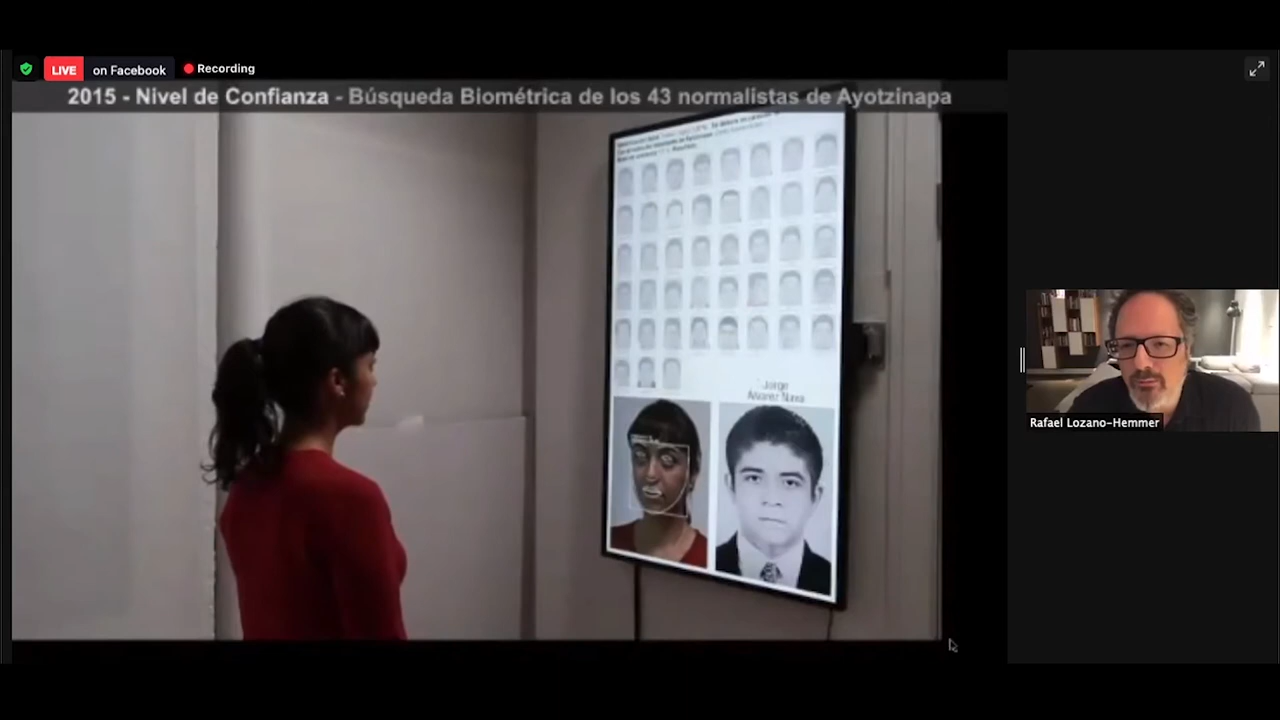 LIVE on Facebook Recording
2015 - Nivel de Confianza - Búsqueda Biométrica de los 43 normalistas de Ayotzinapa
Jorge
Alvarez Nava
Rafael Lozano-Hemmer